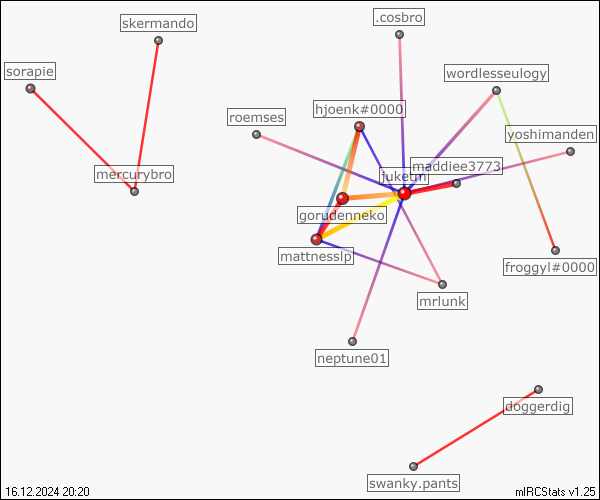 skermando
.cosbro
sorapie
wordlesseulogy
hjoenk#0000
roemses
yoshimanden
maddiee3773
mercurybro
juketn
gorudenneko
mattnesslp
froggyl#0000
mrlunk
neptune01
doggerdig
swanky.pants
16.12.2024 20:20
mIRCStats v1.25